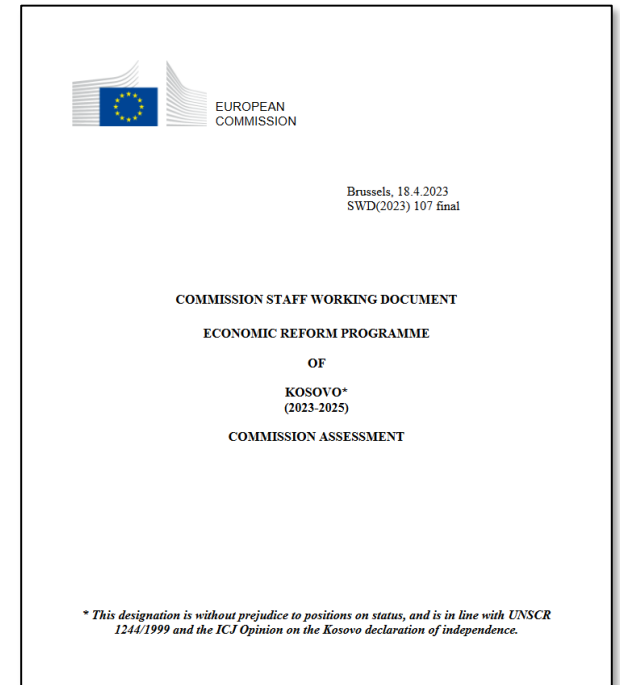 EUROPEAN
COMMISSION
Brussels, 18.4.2023
SWD(2023) 107 final
COMMISSION STAFF WORKING DOCUMENT
ECONOMIC REFORM PROGRAMME
OF
KOSOVO*
(2023-2025)
COMMISSION ASSESSMENT
* This designation is without prejudice to positions on status, and is in line with UNSCR
1244/1999 and the ICJ Opinion on the Kosovo declaration of independence.